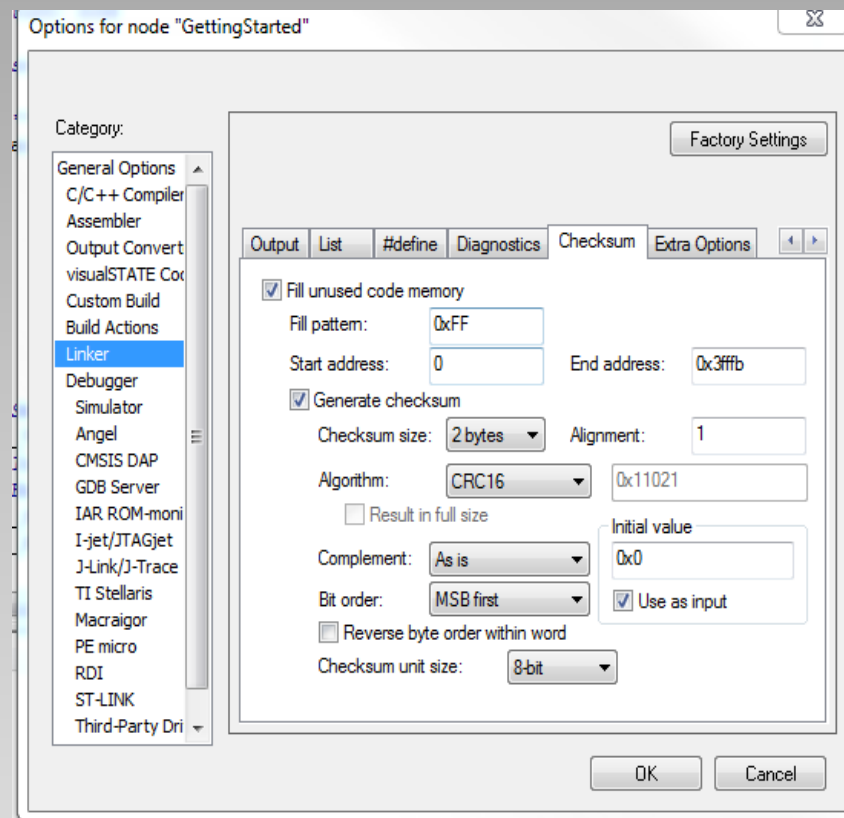 Options for node "GettingStarted"
Category:
Factory Settings
General Options
C/C++ Compiler
Assembler
Output Convert
visualSTATE Coc
Custom Build
Build Actions
Linker
Debugger
Simulator
Angel
CMSIS DAP
GDB Server
IAR ROM-moni
I-jet/JTAGjet
J-Link/J-Trace
TI Stellaris
Macraigor
PE micro
RDI
ST-LINK
Third-Party Dri
Output List #define Diagnostics Checksum Extra Options
Fill unused code memory
Fill pattern: 0xFF
Start address: 0 End address: 0x3fffb
Generate checksum
Checksum size: 2 bytes Alignment: 1
Algorithm: CRC16 0x11021
Result in full size
Initial value
Complement: As is 0x0
Bit order: MSB first Use as input
Reverse byte order within word
Checksum unit size: 8-bit
OK Cancel